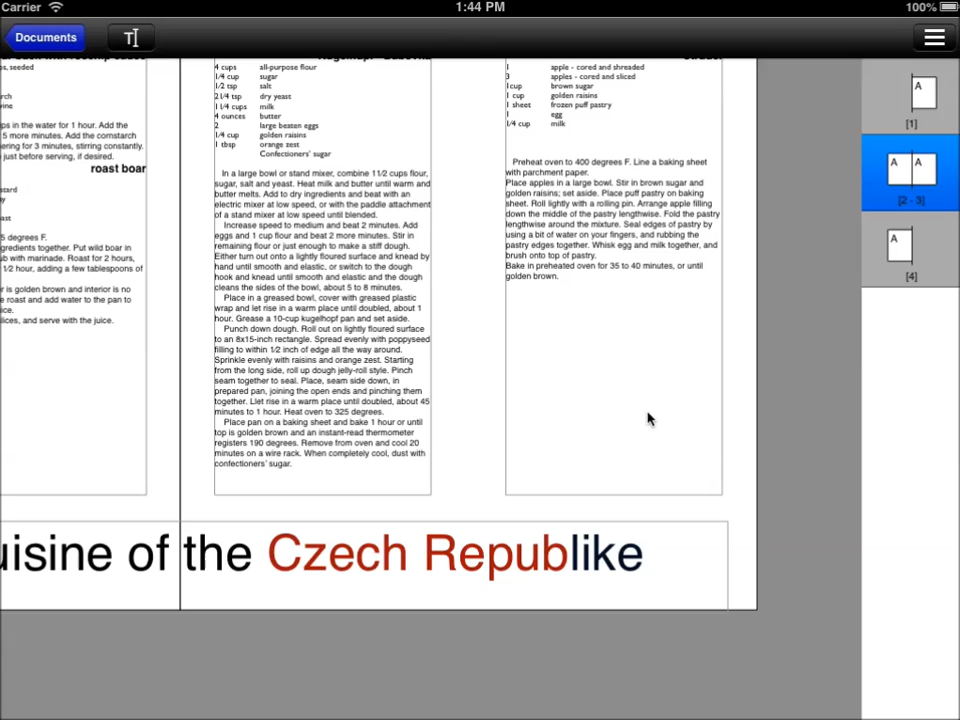 Carrier
1:44 PM
100%
Documents
T
4 cups all-purpose flour
1/4 cup sugar
1/2 tsp salt
2 1/4 tsp dry yeast
1 1/4 cups milk
4 ounces butter
2 large beaten eggs
1/4 cup golden raisins
1 tbsp orange zest
Confectioners' sugar
1 apple - cored and shreaded
3 apples - cored and sliced
1cup brown sugar
1 cup golden raisins
1 sheet frozen puff pastry
1 egg
1/4 cup milk
s, seeded
rch
vine
ps in the water for 1 hour. Add the
5 more minutes. Add the cornstarch
ering for 3 minutes, stirring constantly.
just before serving, if desired.
roast boar
stard
ay
ast
5 degrees F.
gredients together. Put wild boar in
ub with marinade. Roast for 2 hours,
1/2 hour, adding a few tablespoons of
r is golden brown and interior is no
e roast and add water to the pan to
ice.
lices, and serve with the juice.
In a large bowl or stand mixer, combine 11/2 cups flour,
sugar, salt and yeast. Heat milk and butter until warm and
butter melts. Add to dry ingredients and beat with an
electric mixer at low speed, or with the paddle attachment
of a stand mixer at low speed until blended.
Increase speed to medium and beat 2 minutes. Add
eggs and 1 cup flour and beat 2 more minutes. Stir in
remaining flour or just enough to make a stiff dough.
Either turn out onto a lightly floured surface and knead by
hand until smooth and elastic, or switch to the dough
hook and knead until smooth and elastic and the dough
cleans the sides of the bowl, about 5 to 8 minutes.
Place in a greased bowl, cover with greased plastic
wrap and let rise in a warm place until doubled, about 1
hour. Grease a 10-cup kugelhopf pan and set aside.
Punch down dough. Roll out on lightly floured surface
to an 8x15-inch rectangle. Spread evenly with poppyseed
filling to within 1/2 inch of edge all the way around.
Sprinkle evenly with raisins and orange zest. Starting
from the long side, roll up dough jelly-roll style. Pinch
seam together to seal. Place, seam side down, in
prepared pan, joining the open ends and pinching them
together. Llet rise in a warm place until doubled, about 45
minutes to 1 hour. Heat oven to 325 degrees.
Place pan on a baking sheet and bake 1 hour or until
top is golden brown and an instant-read thermometer
registers 190 degrees. Remove from oven and cool 20
minutes on a wire rack. When completely cool, dust with
confectioners' sugar.
Preheat oven to 400 degrees F. Line a baking sheet
with parchment paper.
Place apples in a large bowl. Stir in brown sugar and
golden raisins; set aside. Place puff pastry on baking
sheet. Roll lightly with a rolling pin. Arrange apple filling
down the middle of the pastry lengthwise. Fold the pastry
lengthwise around the mixture. Seal edges of pastry by
using a bit of water on your fingers, and rubbing the
pastry edges together. Whisk egg and milk together, and
brush onto top of pastry.
Bake in preheated oven for 35 to 40 minutes, or until
golden brown.
uisine of the Czech Republike
A
[1]
A A
[2 - 3]
A
[4]